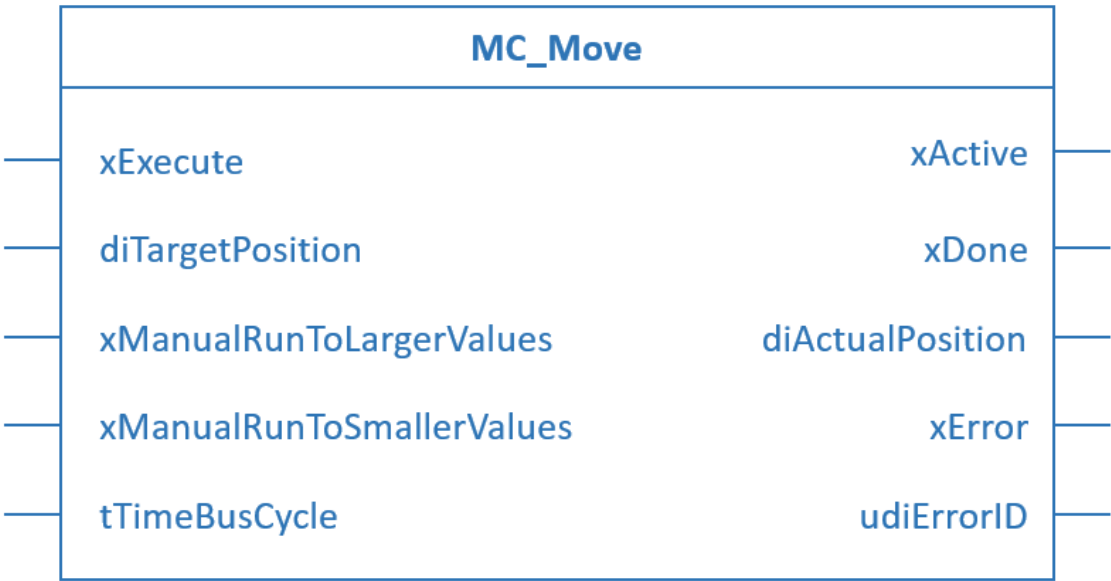 MC_Move
xExecute
xActive
diTargetPosition
xDone
xManualRunToLargerValues
diActualPosition
xManualRunToSmallerValues
xError
tTimeBusCycle
udiErrorID